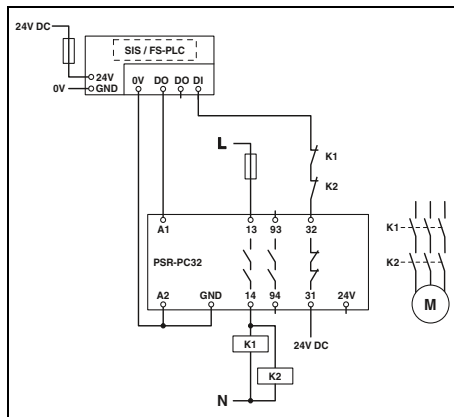 24V DC
SIS / FS-PLC
24V
0V
GND
0V DO DO DI
K1
L
K2
A1 13 93 32
K1
PSR-PC32
K2
A2 GND 14 94 31 24V
M
K1
24V DC
K2
N